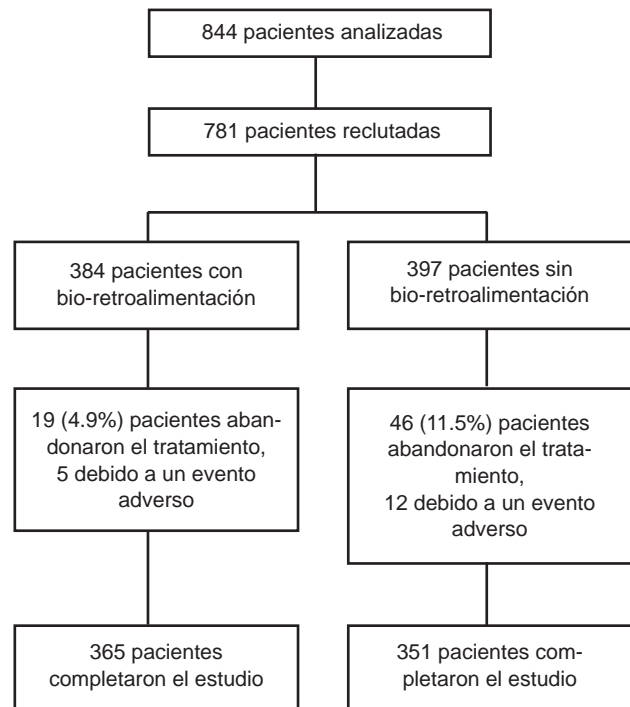 844 pacientes analizadas
781 pacientes reclutadas
384 pacientes con
bio-retroalimentación
397 pacientes sin
bio-retroalimentación
19 (4.9%) pacientes aban-
donaron el tratamiento,
5 debido a un evento
adverso
46 (11.5%) pacientes
abandonaron el trata-
miento,
12 debido a un evento
adverso
365 pacientes
completaron el estudio
351 pacientes com-
pletaron el estudio